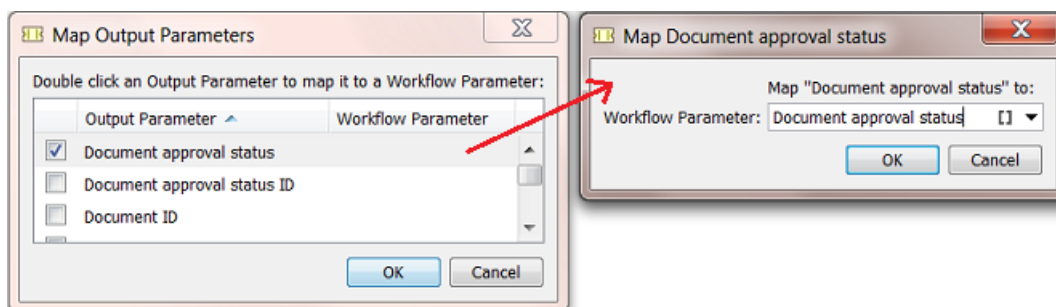 Map Output Parameters
Double click an Output Parameter to map it to a Workflow Parameter:
Output Parameter Workflow Parameter
Document approval status
Document approval status ID
Document ID
OK Cancel
Map Document approval status
Map "Document approval status" to:
Workflow Parameter: Document approval status []
OK Cancel